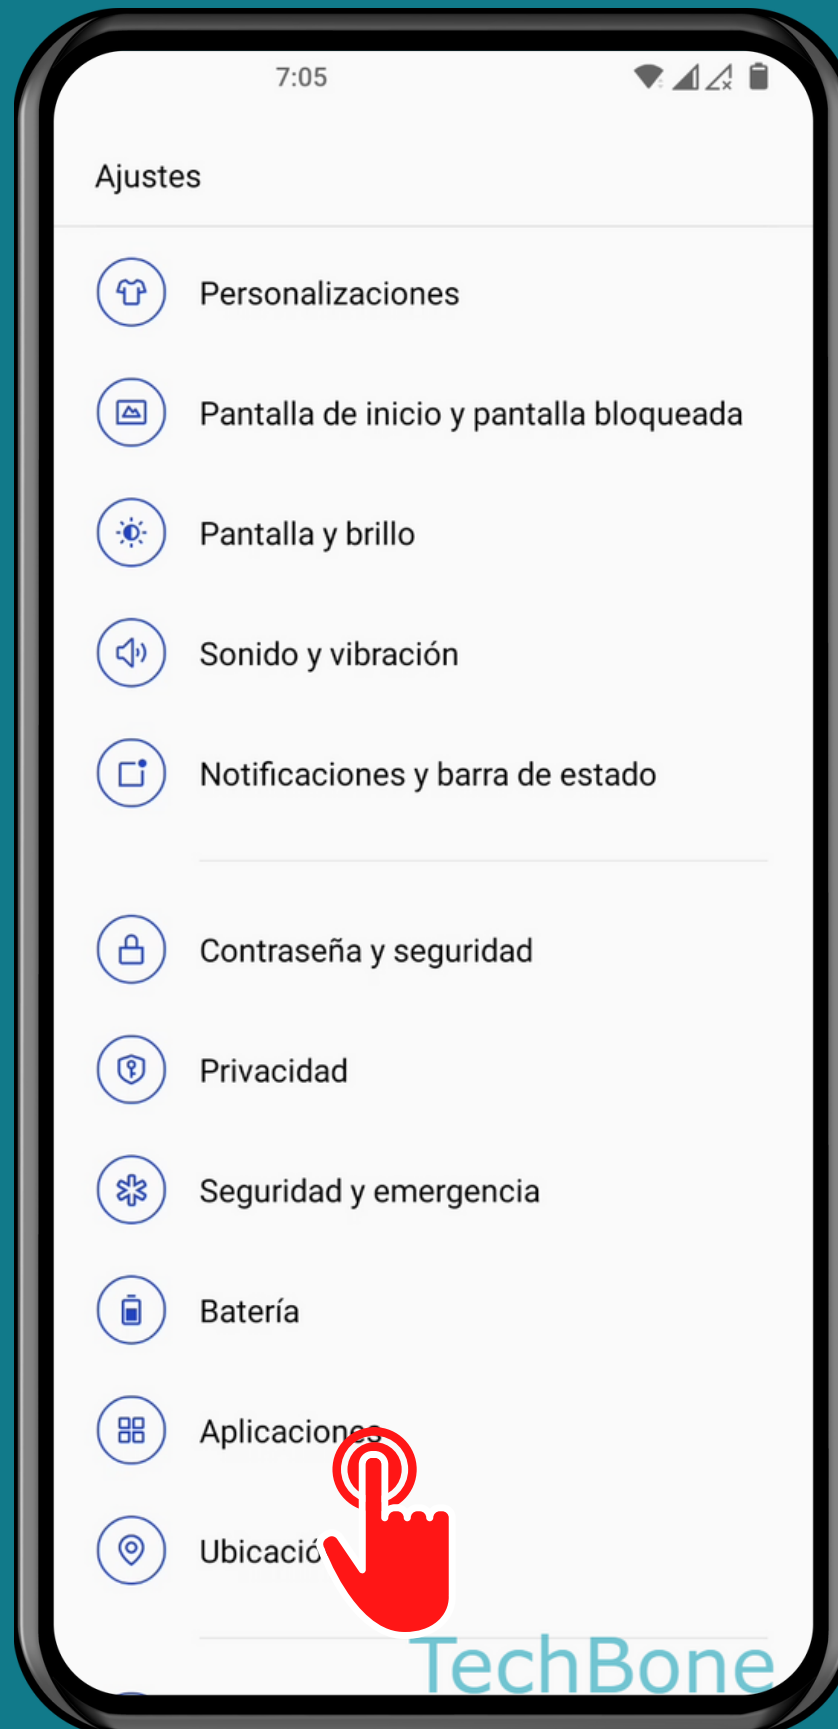 7:05
Ajustes
Personalizaciones
Pantalla de inicio y pantalla bloqueada
Pantalla y brillo
Sonido y vibración
Notificaciones y barra de estado
Contraseña y seguridad
Privacidad
Seguridad y emergencia
Batería
Aplicaciones
Ubicació
TechBone